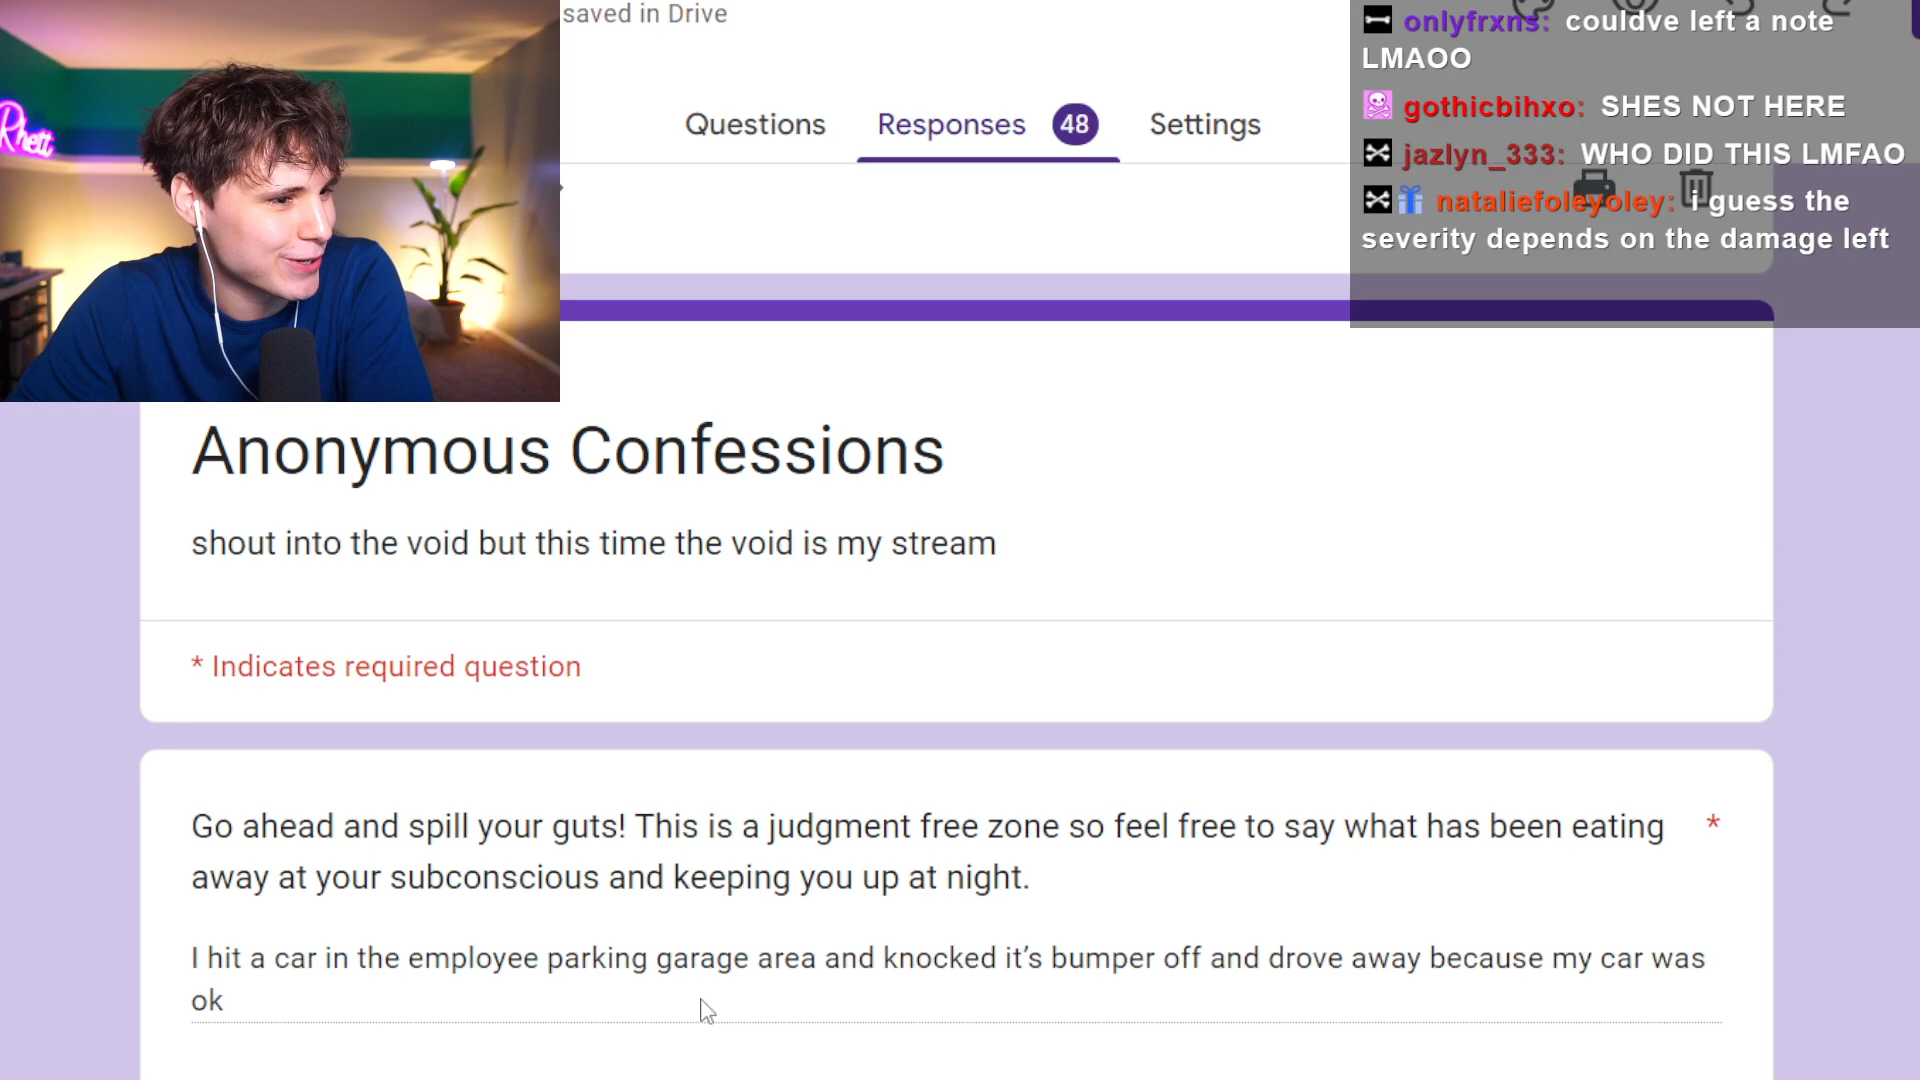 saved in Drive
Rhett
Questions
Responses
48
Settings
onlyfrxns: couldve left a note
LMAOO
gothicbihxo: SHES NOT HERE
jazlyn_333: WHO DID THIS LMFAO
nataliefoleyoley: i guess the
severity depends on the damage left
Anonymous Confessions
shout into the void but this time the void is my stream
* Indicates required question
Go ahead and spill your guts! This is a judgment free zone so feel free to say what has been eating *
away at your subconscious and keeping you up at night.
I hit a car in the employee parking garage area and knocked it’s bumper off and drove away because my car was
ok